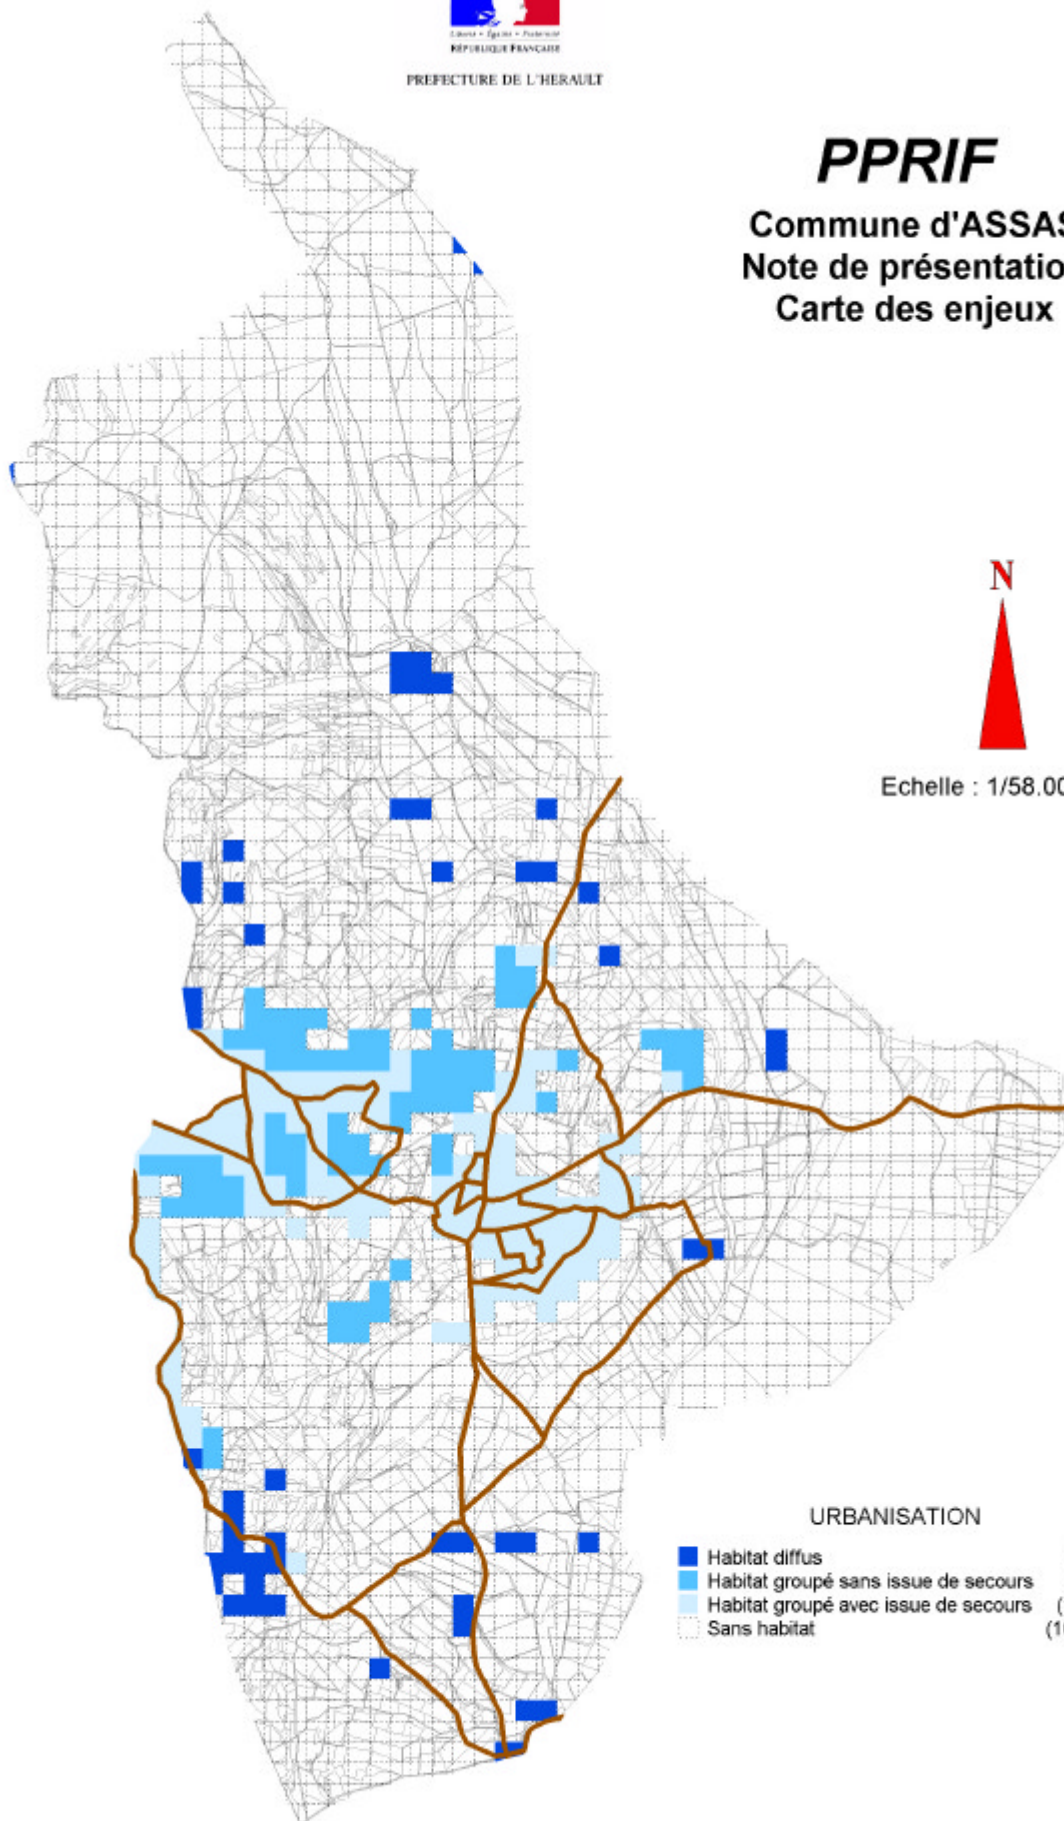 Liberté • Égalité • Fraternité
RÉPUBLIQUE FRANÇAISE
PREFECTURE DE L'HERAULT
PPRIF
Commune d'ASSAS
Note de présentatio
Carte des enjeux
N
Echelle : 1/58.00
URBANISATION
Habitat diffus
Habitat groupé sans issue de secours
Habitat groupé avec issue de secours (
Sans habitat (1